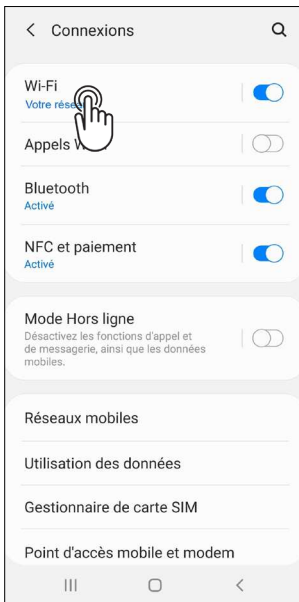 Connexions
Wi-Fi
Votre
Appels
Bluetooth
Activé
NFC et paiement
Activé
Mode Hors ligne
Désactivez les fonctions d'appel et
de messagerie, ainsi que les données
mobiles.
Réseaux mobiles
Utilisation des données
Gestionnaire de carte SIM
Point d'accès mobile et modem